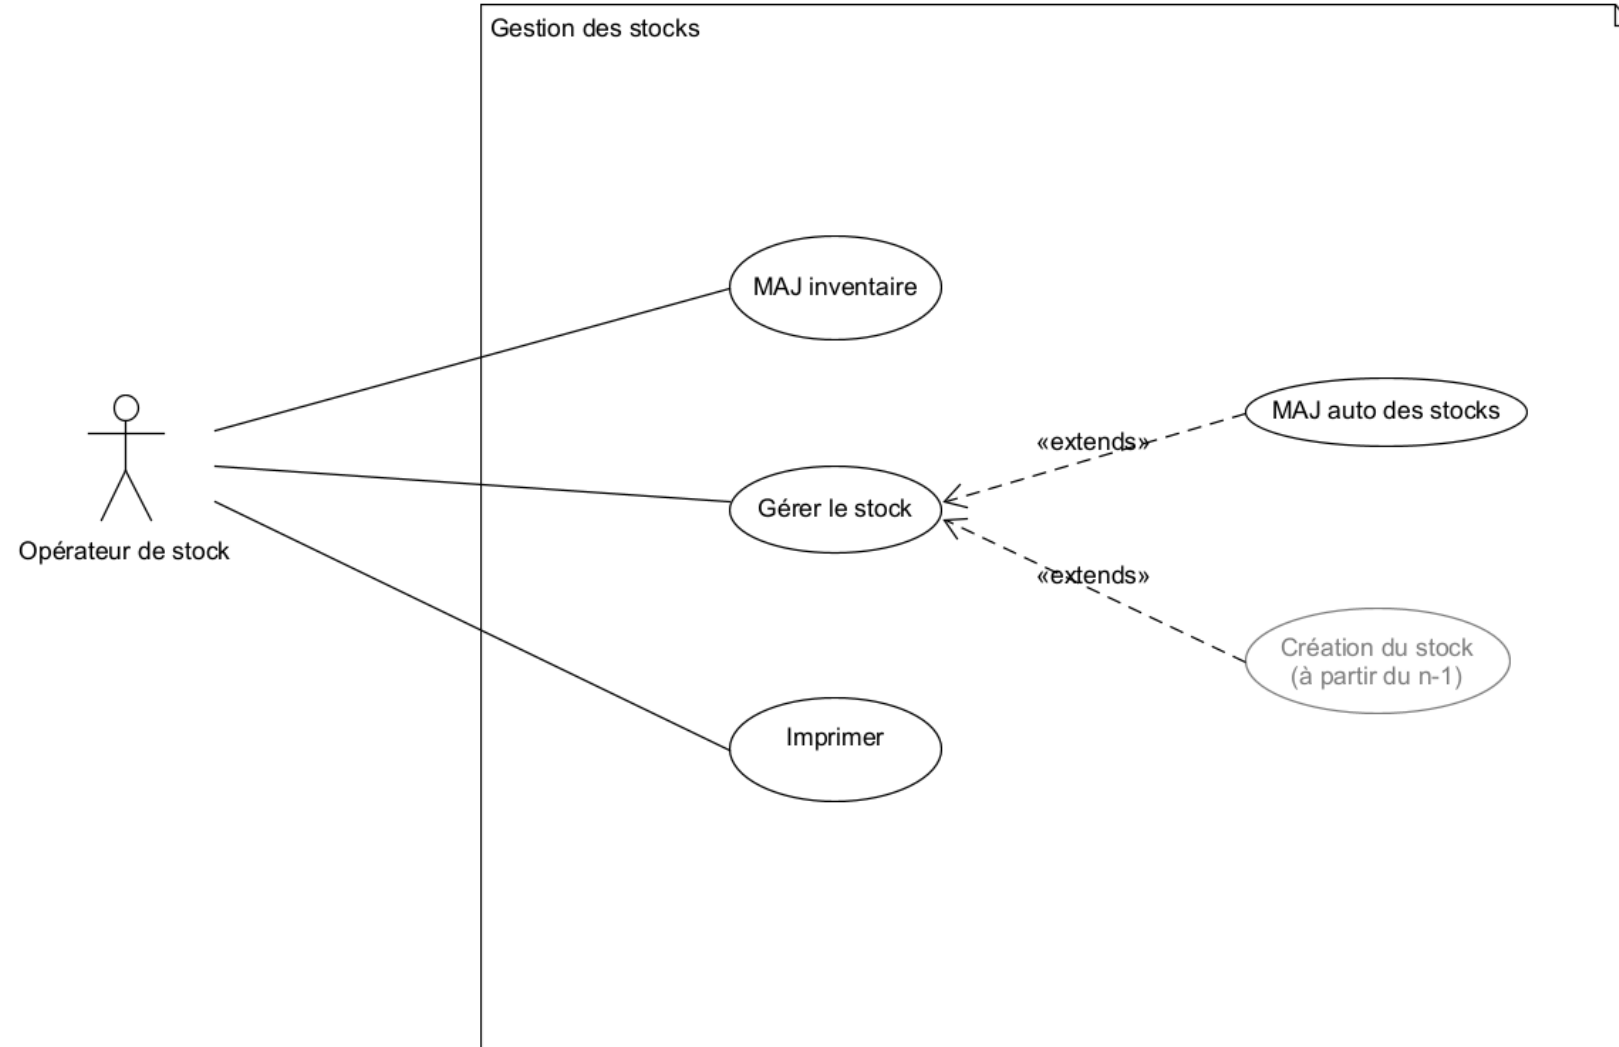 Gestion des stocks
MAJ inventaire
MAJ auto des stocks
«extends»
Gérer le stock
Opérateur de stock
«extends»
Création du stock
(à partir du n-1)
Imprimer